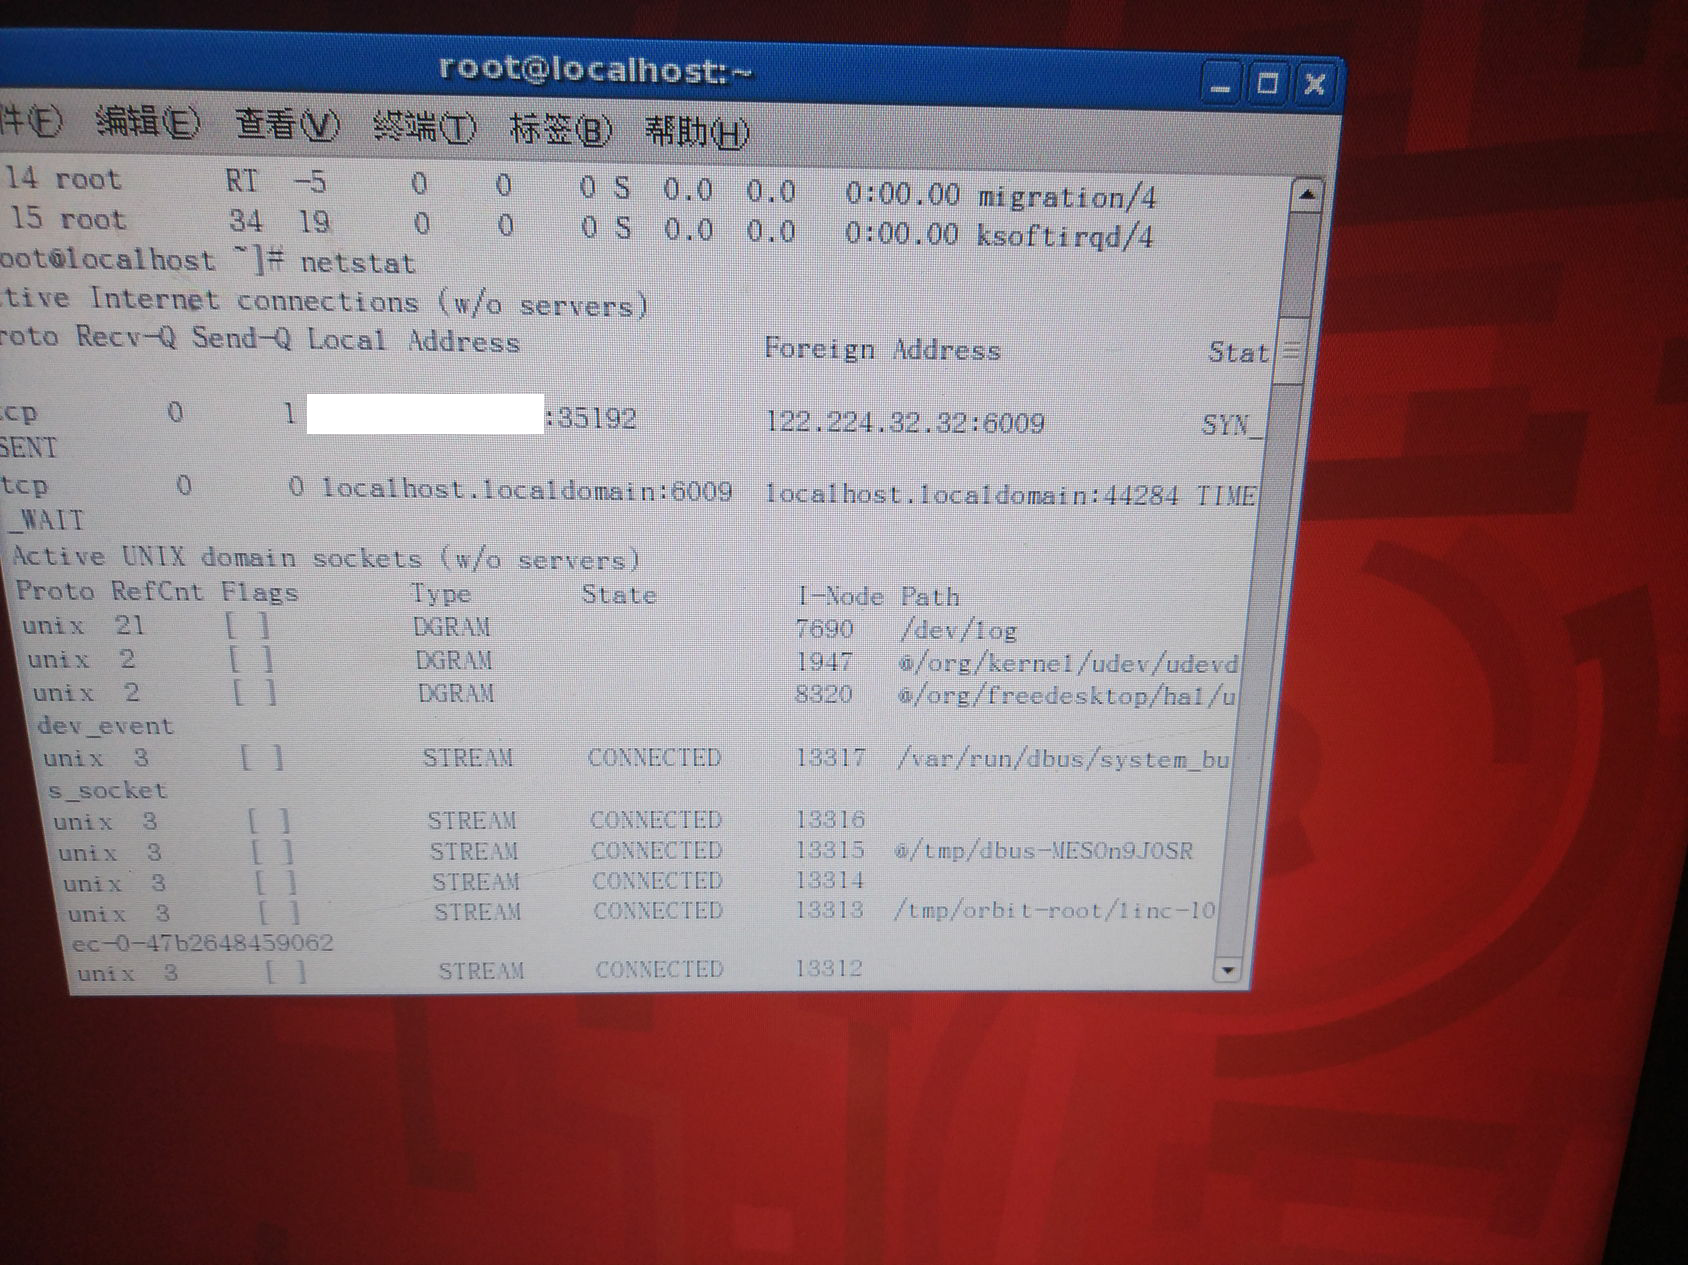 root@localhost:~
件(F) 编辑(E) 查看(V) 终端(T) 标签(B) 帮助(H)
14 root RT -5 0 0 0 S 0.0 0.0 0:00.00 migration/4
15 root 34 19 0 0 0 S 0.0 0.0 0:00.00 ksoftirqd/4
oot@localhost ~]# netstat
tive Internet connections (w/o servers)
roto Recv-Q Send-Q Local Address Foreign Address Stat
cp 0 1 :35192 122.224.32.32:6009 SYN_
SENT
tcp 0 0 localhost.localdomain:6009 localhost.localdomain:44284 TIME
_WAIT
Active UNIX domain sockets (w/o servers)
Proto RefCnt Flags Type State I-Node Path
unix 21 [ ] DGRAM 7690 /dev/log
unix 2 [ ] DGRAM 1947 @/org/kernel/udev/udevd
unix 2 [ ] DGRAM 8320 @/org/freedesktop/hal/u
dev_event
unix 3 [ ] STREAM CONNECTED 13317 /var/run/dbus/system_bu
s_socket
unix 3 [ ] STREAM CONNECTED 13316
unix 3 [ ] STREAM CONNECTED 13315 @/tmp/dbus-MESOn9JOSR
unix 3 [ ] STREAM CONNECTED 13314
unix 3 [ ] STREAM CONNECTED 13313 /tmp/orbit-root/linc-10
ec-0-47b2648459062
unix 3 [ ] STREAM CONNECTED 13312